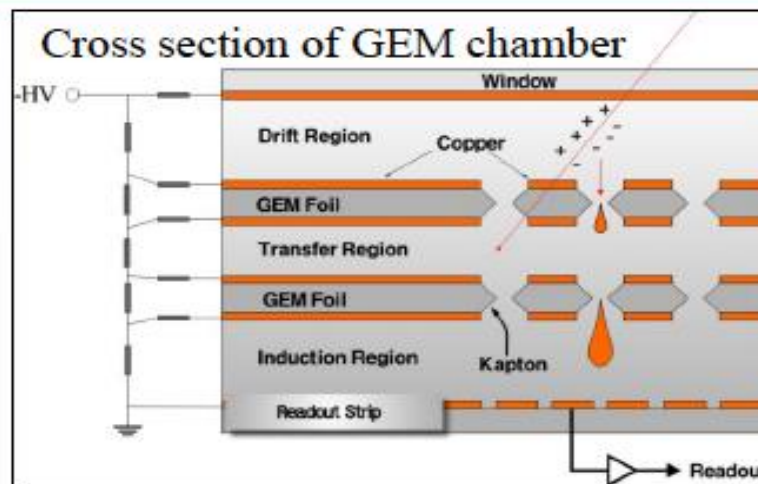 Cross section of GEM chamber
-HV
Window
Drift Region
Copper
GEM Foil
Transfer Region
GEM Foil
Kapton
Induction Region
Readout Strip
Readout